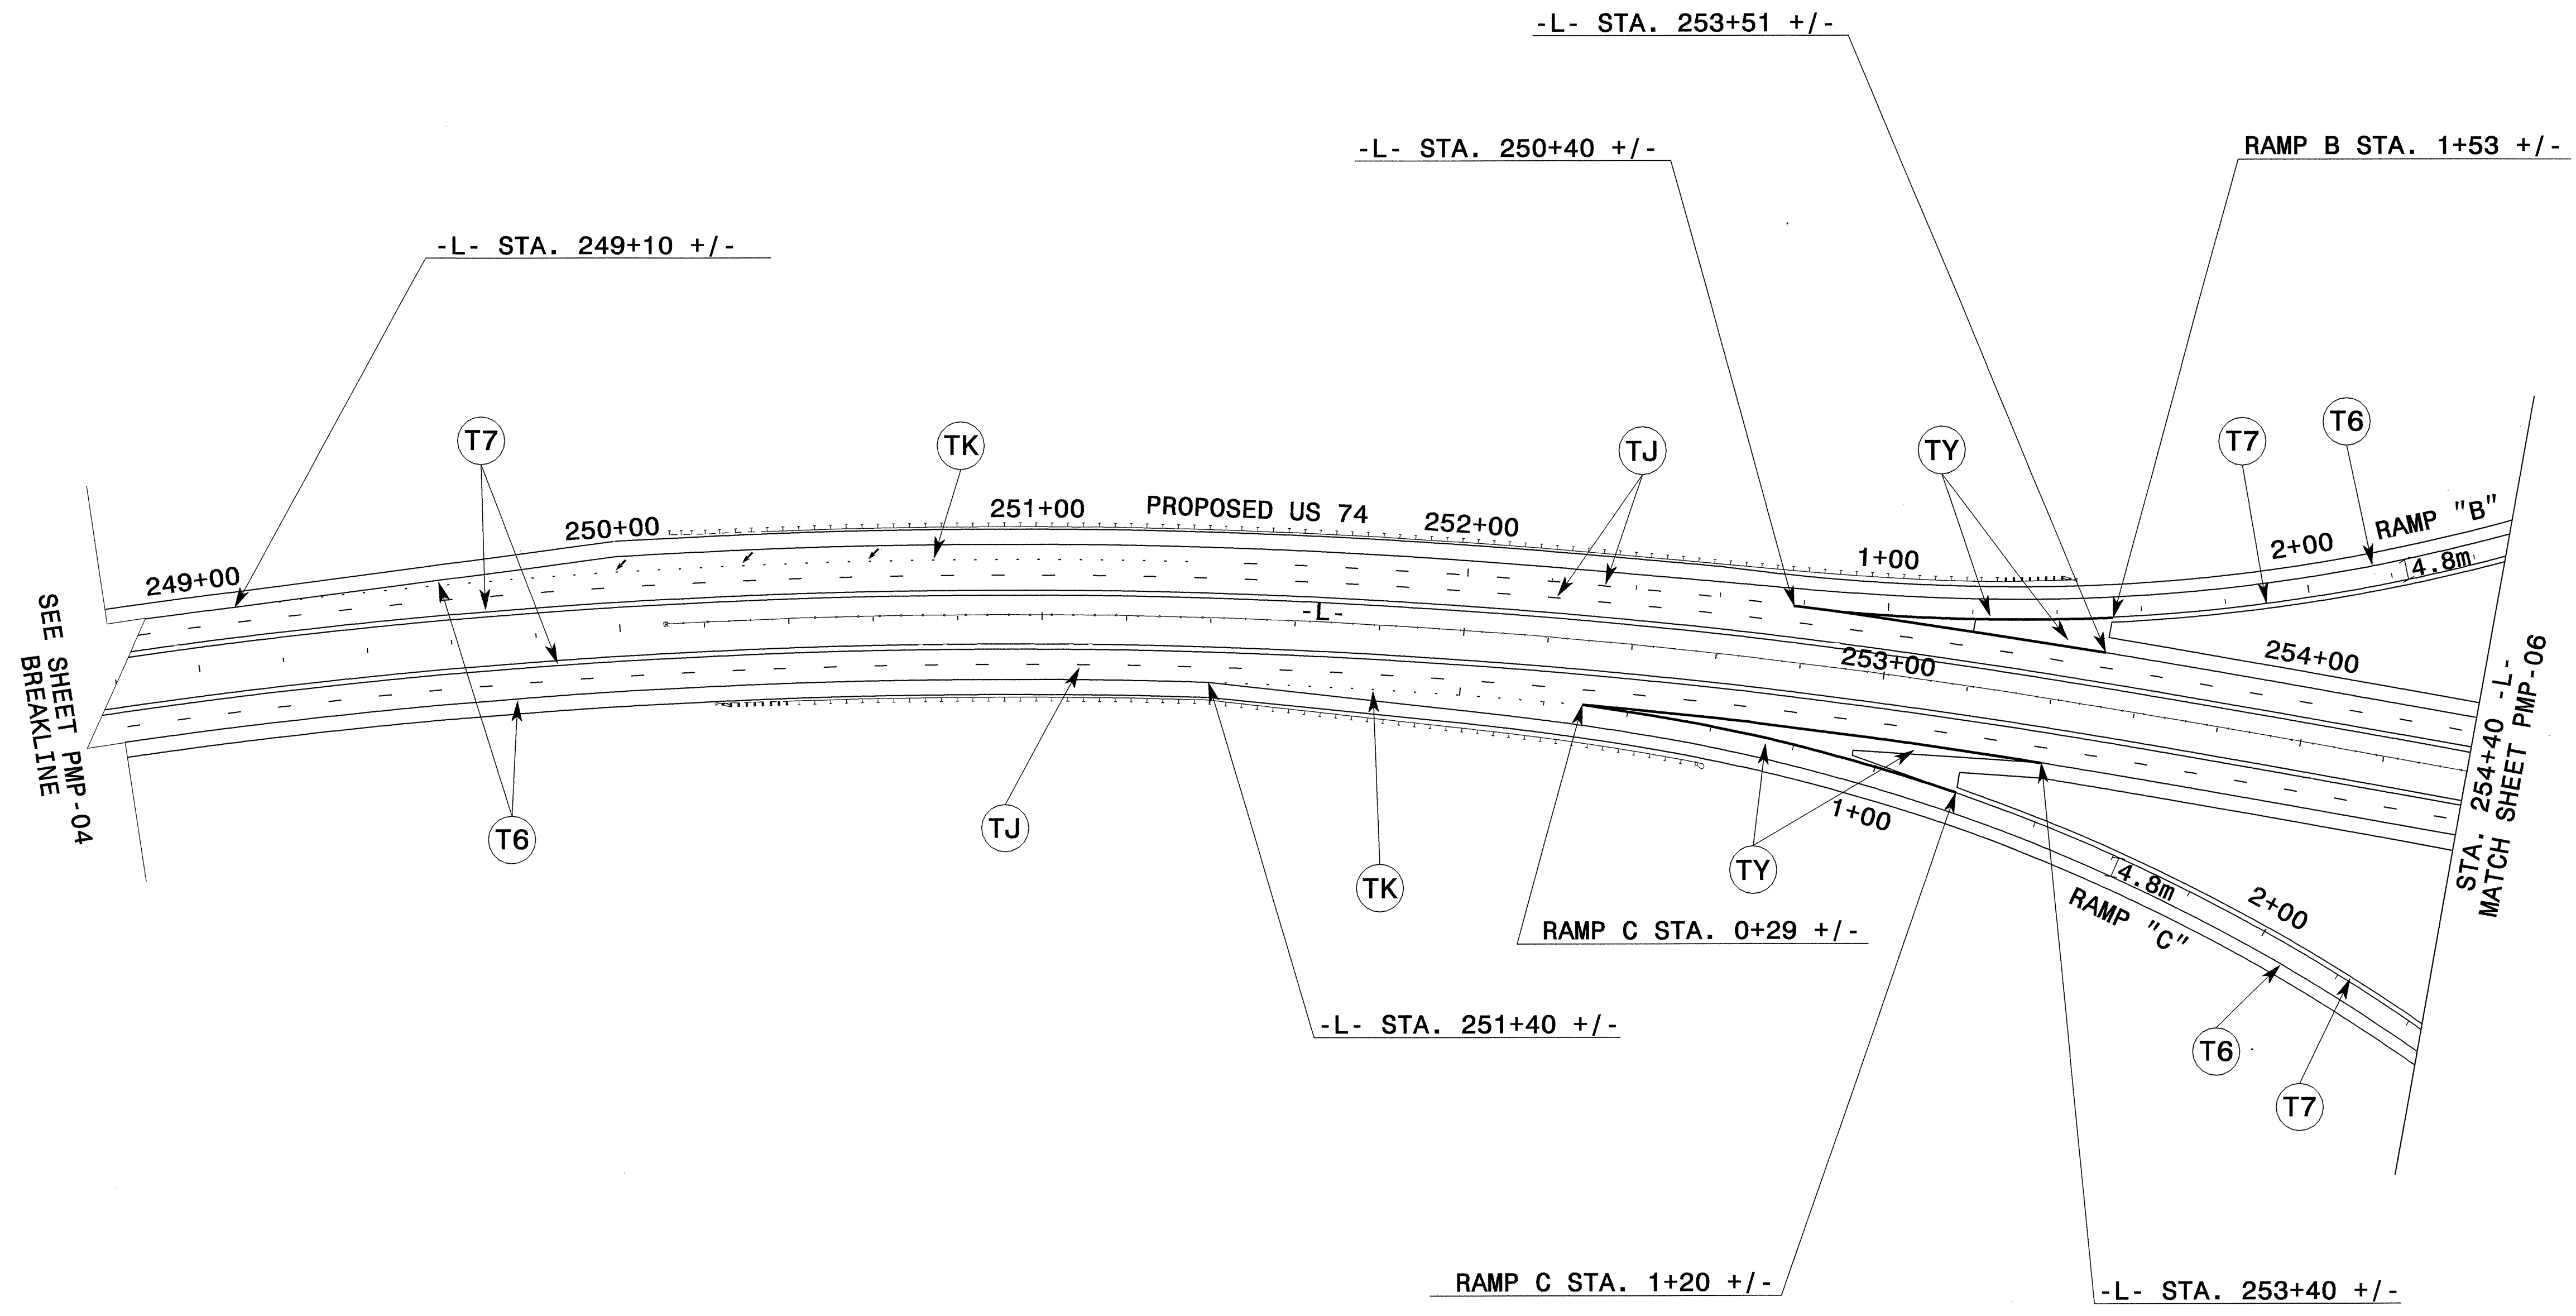 -L- STA. 253+51 +/-
-L- STA. 250+40 +/-
RAMP B STA. 1+53 +/-
-L- STA. 249+10 +/-
T7
TK
TJ
TY
T7
T6
249+00
250+00
251+00
PROPOSED US 74
252+00
1+00
2+00
RAMP "B"
4.8m
-L-
253+00
254+00
SEE SHEET PMP-04
BREAKLINE
STA. 254+40 -L-
MATCH SHEET PMP-06
T6
TJ
TK
TY
1+00
4.8m
2+00
RAMP "C"
RAMP C STA. 0+29 +/-
-L- STA. 251+40 +/-
T6
T7
RAMP C STA. 1+20 +/-
-L- STA. 253+40 +/-